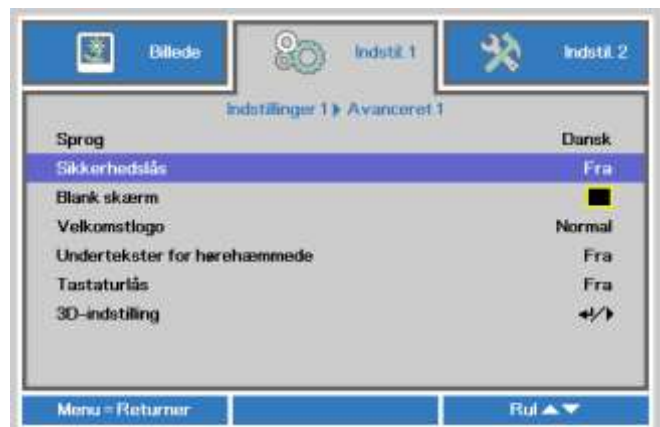 Billede Indstil. 1 Indstil. 2
Indstillinger 1 Avanceret 1
Sprog Dansk
Sikkerhedslås Fra
Blank skærm
Velkomstlogo Normal
Undertekster for hørehæmmede Fra
Tastaturlås Fra
3D-indstilling
Menu = Returner Rul